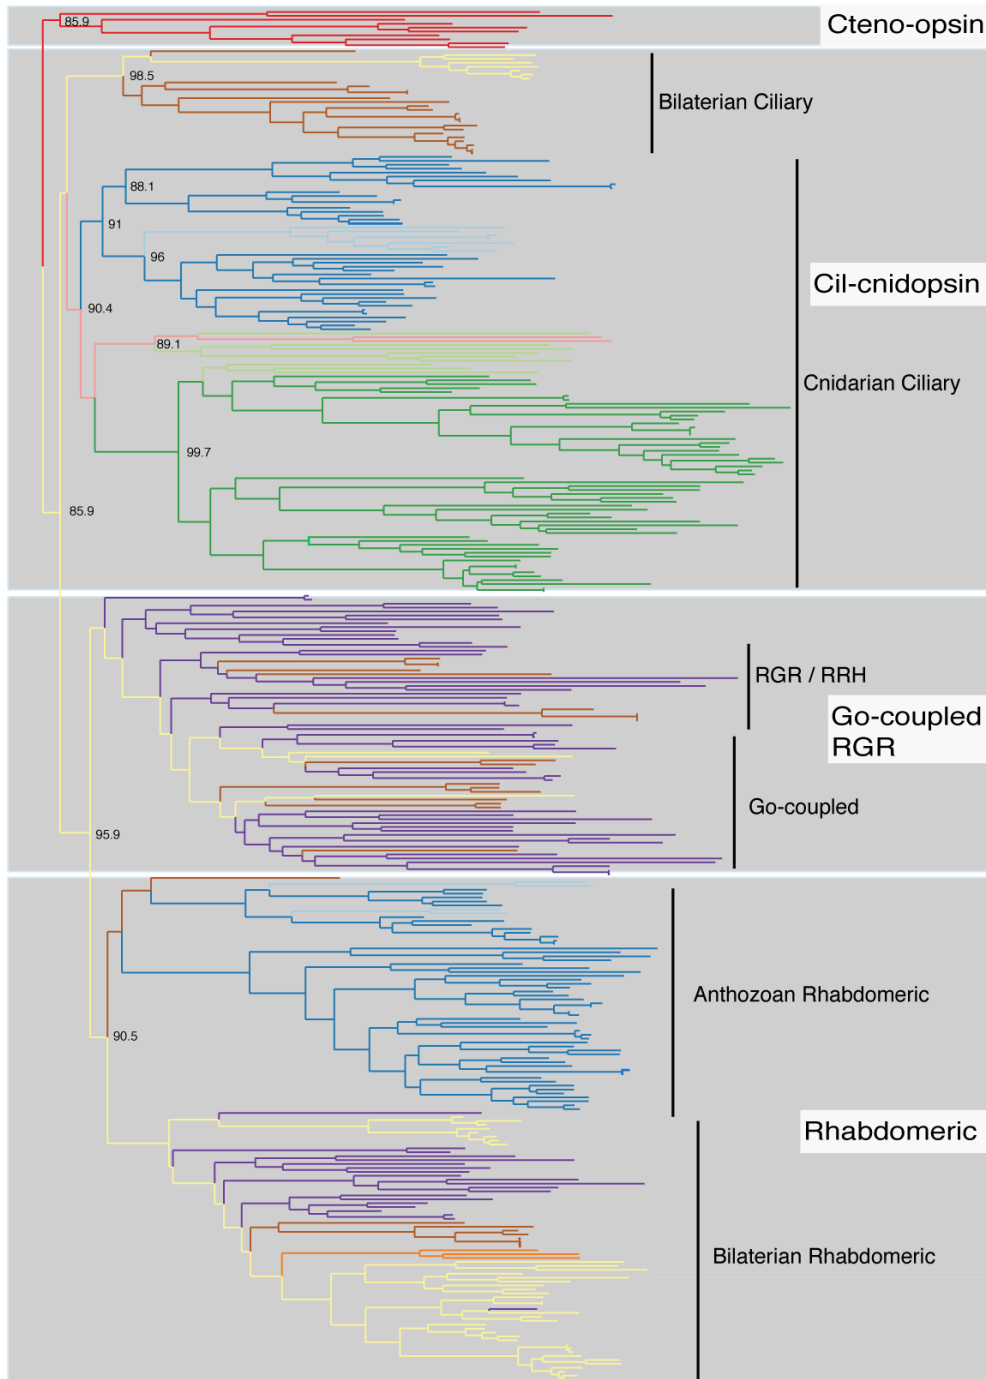 85.9
Cteno-opsin
98.5
Bilaterian Ciliary
88.1
91
96
Cil-cnidopsin
90.4
89.1
Cnidarian Ciliary
99.7
85.9
RGR / RRH
Go-coupled
RGR
Go-coupled
95.9
Anthozoan Rhabdomeric
90.5
Rhabdomeric
Bilaterian Rhabdomeric